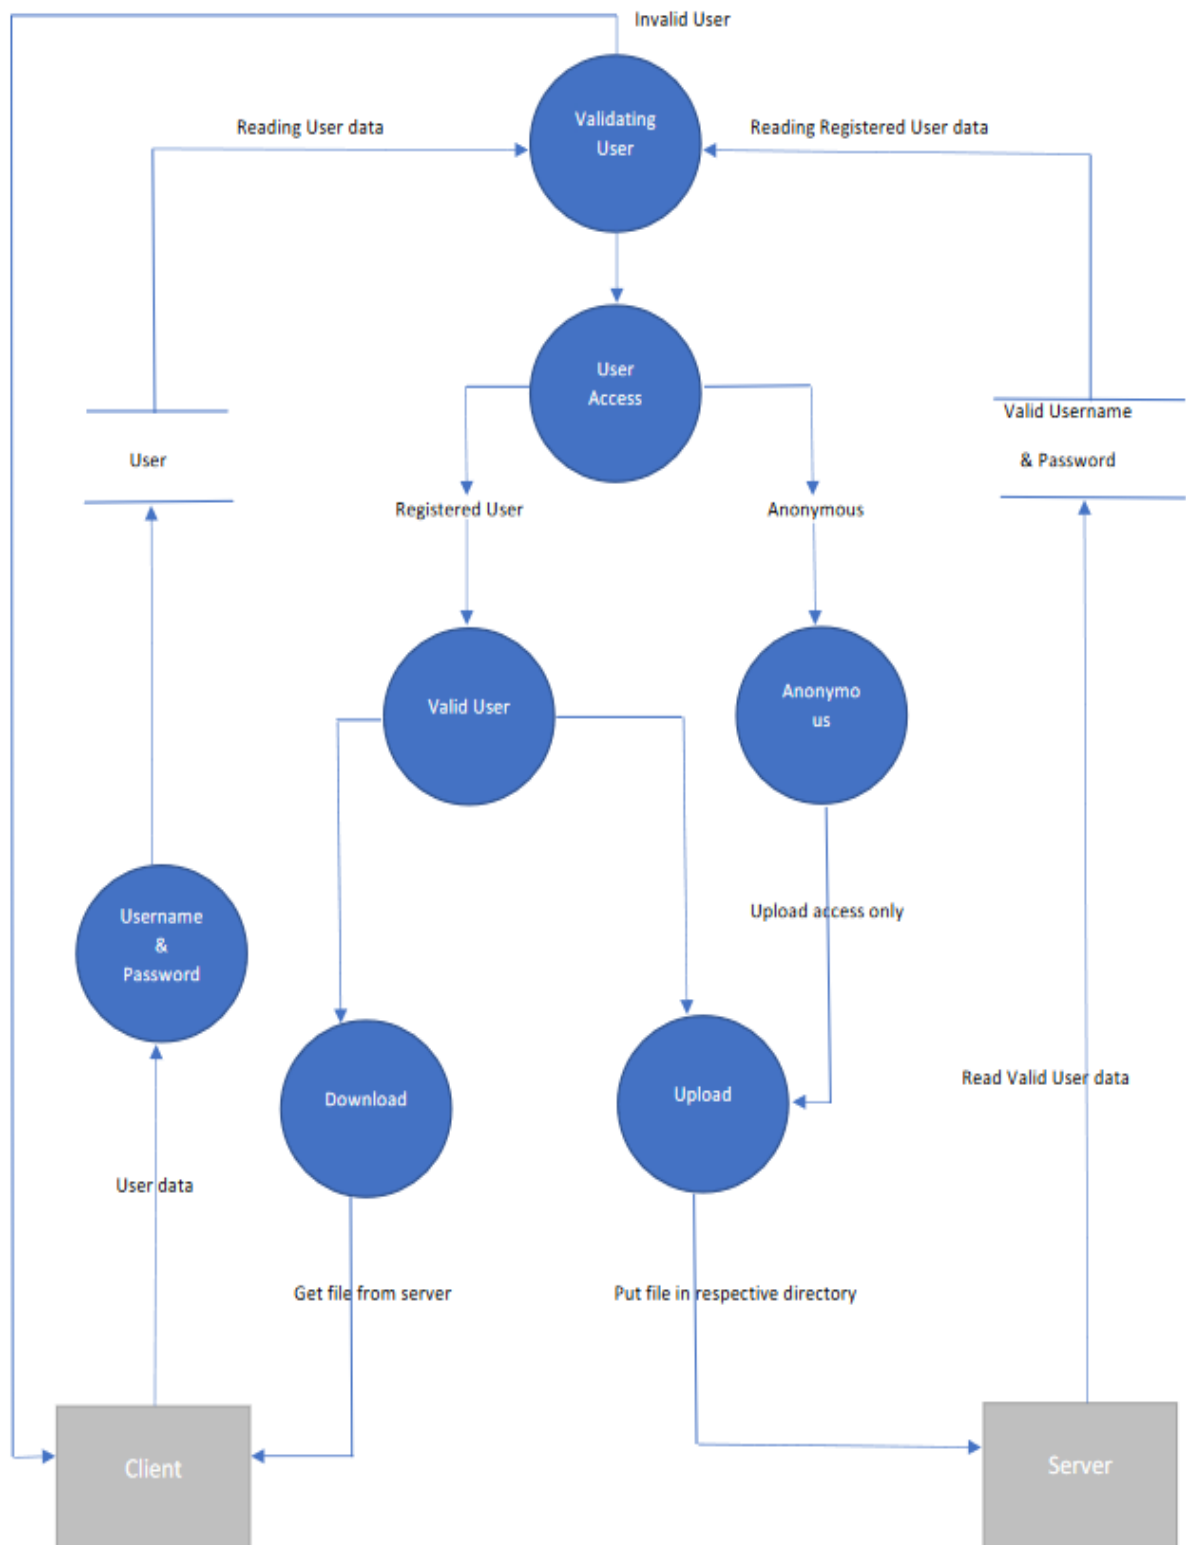 Invalid User
Validating
User
Reading User data
Reading Registered User data
User
Access
Valid Username
& Password
User
Registered User
Anonymous
Valid User
Anonymo
us
Username
&
Password
Upload access only
Download
Upload
Read Valid User data
User data
Get file from server
Put file in respective directory
Client
Server